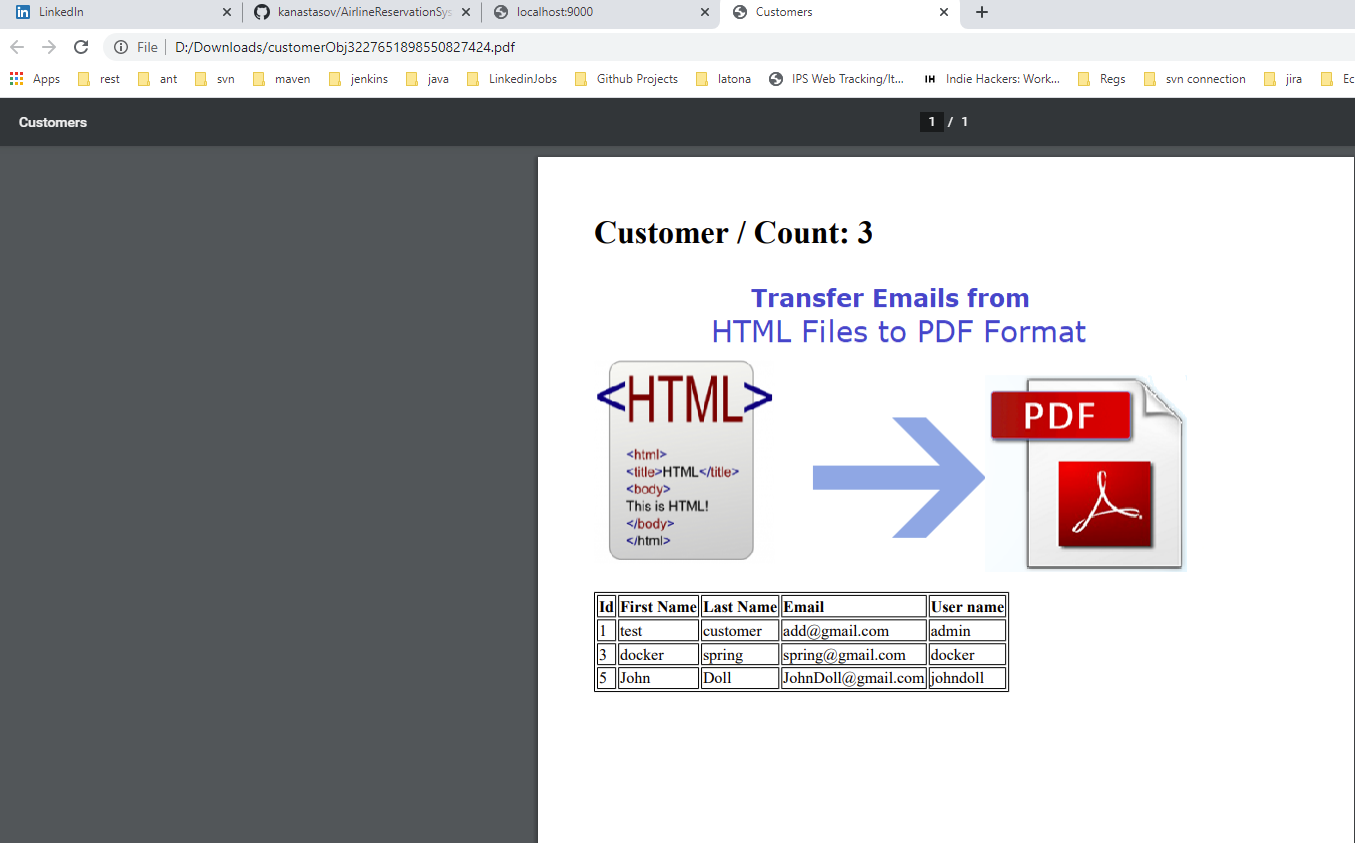 LinkedIn
kanastasov/AirlineReservationSys
localhost:9000
Customers
File D:/Downloads/customerObj3227651898550827424.pdf
Apps rest ant svn maven jenkins java LinkedinJobs Github Projects latona IPS Web Tracking/It... IH Indie Hackers: Work... Regs svn connection jira Ec
Customers 1 / 1
Customer / Count: 3
Transfer Emails from
HTML Files to PDF Format
<HTML>
<html>
<title>HTML</title>
<body>
This is HTML!
</body>
</html>
PDF
Id First Name Last Name Email User name
1 test customer add@gmail.com admin
3 docker spring spring@gmail.com docker
5 John Doll JohnDoll@gmail.com johndoll